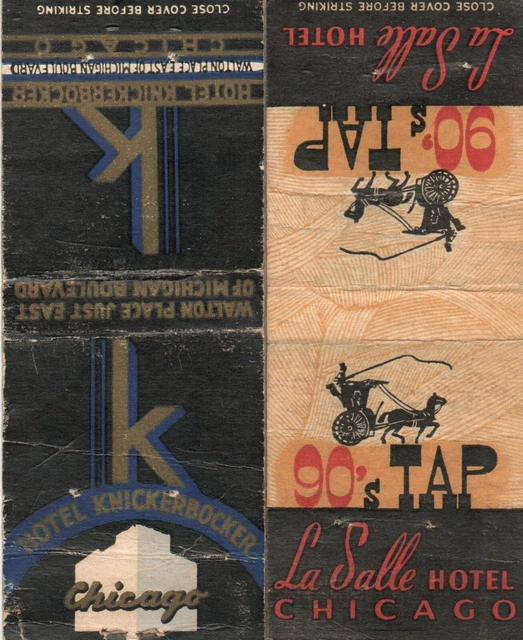 CLOSE COVER BEFORE STRIKING
CHICAGO
WALTON PLACE EAST OF MICHIGAN BOULEVARD
HOTEL KNICKERBOCKER
K
WALTON PLACE JUST EAST
OF MICHIGAN BOULEVARD
K
HOTEL KNICKERBOCKER
Chicago
CLOSE COVER BEFORE STRIKING
La Salle HOTEL
90's TAP
90's TAP
La Salle HOTEL
CHICAGO